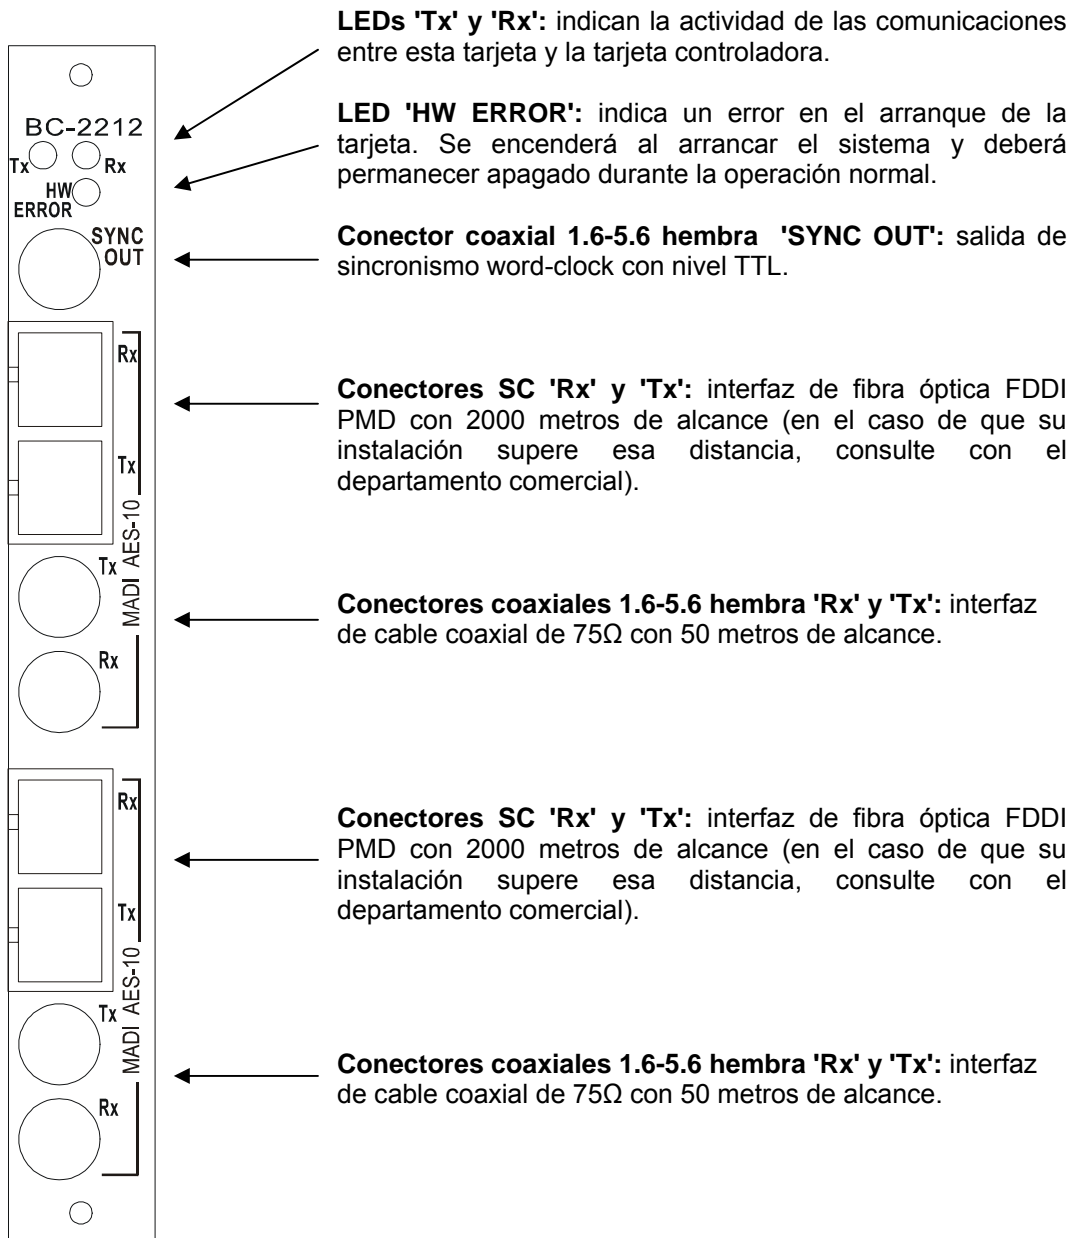 LEDs 'Tx' y 'Rx': indican la actividad de las comunicaciones
entre esta tarjeta y la tarjeta controladora.
LED 'HW ERROR': indica un error en el arranque de la
tarjeta. Se encenderá al arrancar el sistema y deberá
permanecer apagado durante la operación normal.
Conector coaxial 1.6-5.6 hembra 'SYNC OUT': salida de
sincronismo word-clock con nivel TTL.
Conectores SC 'Rx' y 'Tx': interfaz de fibra óptica FDDI
PMD con 2000 metros de alcance (en el caso de que su
instalación supere esa distancia, consulte con el
departamento comercial).
Conectores coaxiales 1.6-5.6 hembra 'Rx' y 'Tx': interfaz
de cable coaxial de 75Ω con 50 metros de alcance.
Conectores SC 'Rx' y 'Tx': interfaz de fibra óptica FDDI
PMD con 2000 metros de alcance (en el caso de que su
instalación supere esa distancia, consulte con el
departamento comercial).
Conectores coaxiales 1.6-5.6 hembra 'Rx' y 'Tx': interfaz
de cable coaxial de 75Ω con 50 metros de alcance.
BC-2212
Tx Rx
HW
ERROR
SYNC
OUT
Rx
Tx
MADI AES-10
Tx
Rx
Rx
Tx
MADI AES-10
Tx
Rx